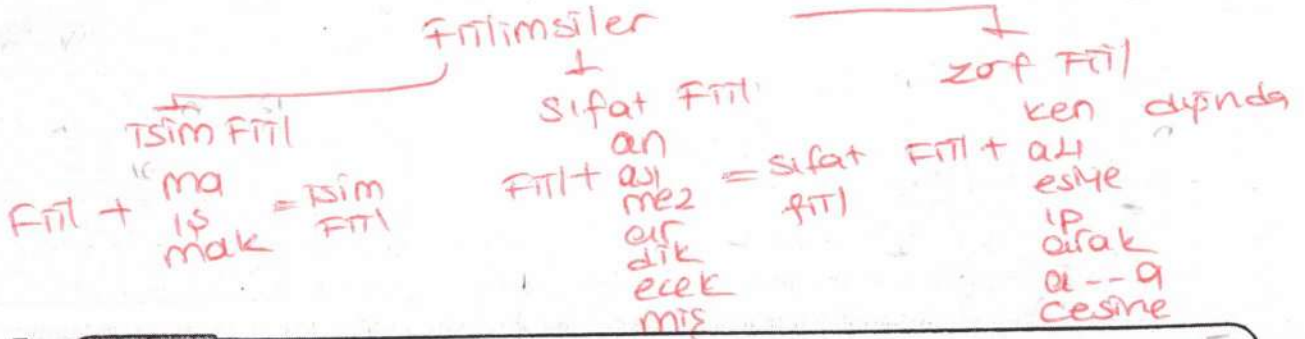 Fiilimsiler
İsim Fiil
ma
Fiil + ış = İsim Fiil
mak
Sıfat Fiil
an
Fiil + ası = Sıfat fiil
mez
ar
dik
ecek
miş
Zarf Fiil
ken dışında
Fiil + alı
esiye
ip
arak
a---a
cesine